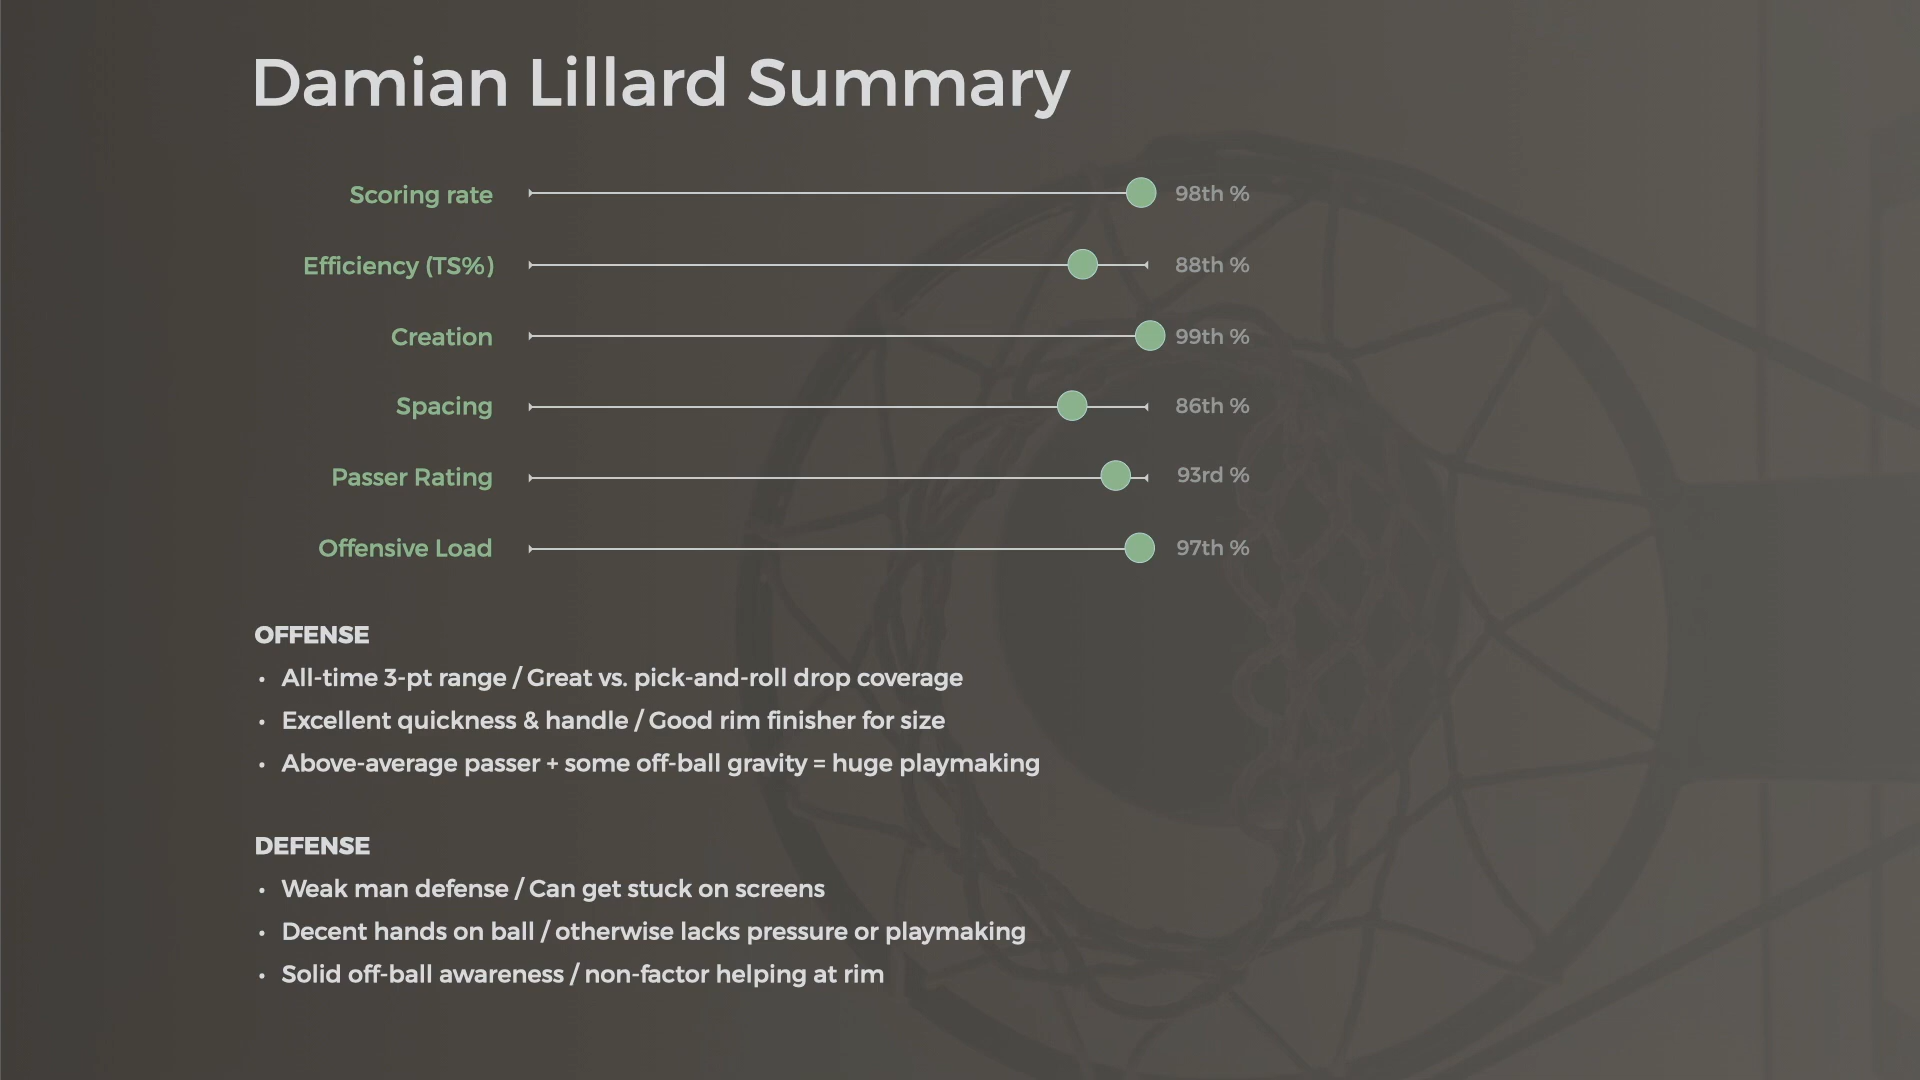 Damian Lillard Summary
Scoring rate 98th %
Efficiency (TS%) 88th %
Creation 99th %
Spacing 86th %
Passer Rating 93rd %
Offensive Load 97th %
OFFENSE
• All-time 3-pt range / Great vs. pick-and-roll drop coverage
• Excellent quickness & handle / Good rim finisher for size
• Above-average passer + some off-ball gravity = huge playmaking
DEFENSE
• Weak man defense / Can get stuck on screens
• Decent hands on ball / otherwise lacks pressure or playmaking
• Solid off-ball awareness / non-factor helping at rim